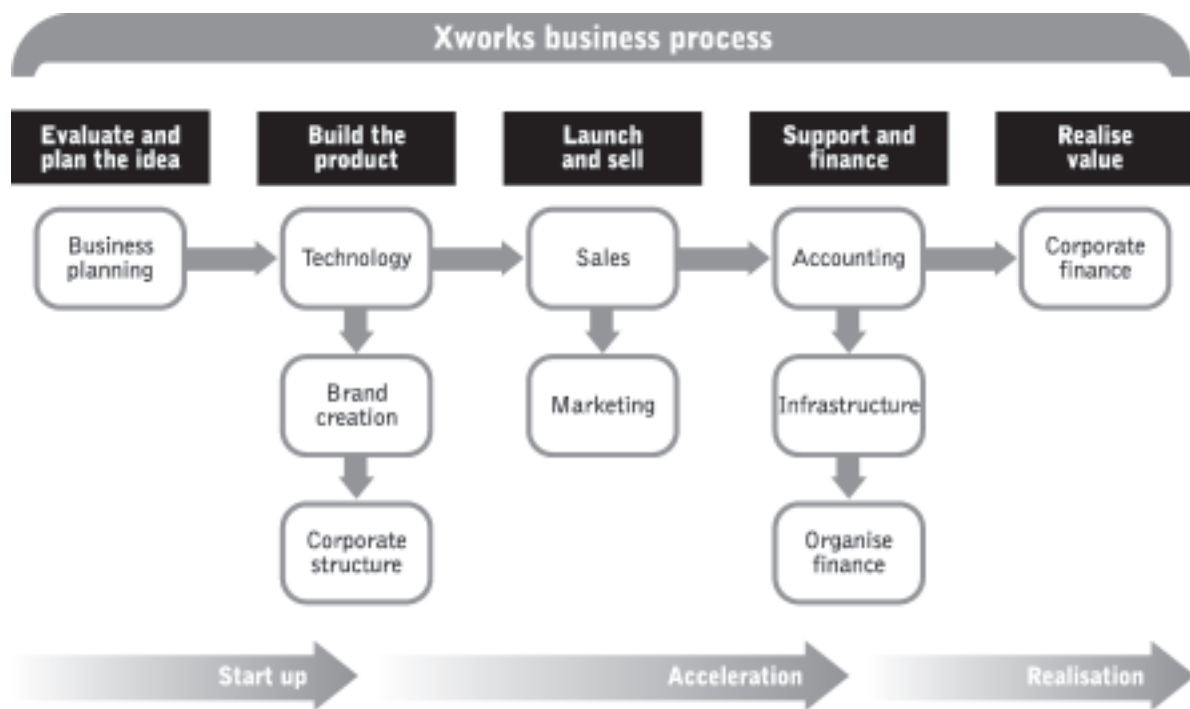 Xworks business process
Evaluate and
plan the idea
Build the
product
Launch
and sell
Support and
finance
Realise
value
Business
planning
Technology
Sales
Accounting
Corporate
finance
Brand
creation
Marketing
Infrastructure
Corporate
structure
Organise
finance
Start up
Acceleration
Realisation